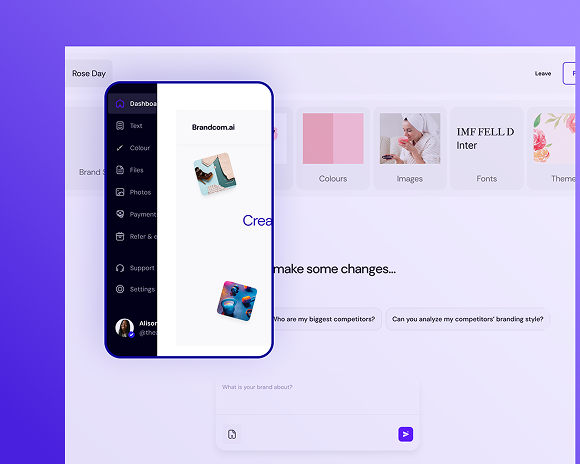 Rose Day
Leave
Dashboa
Brandcom.ai
Text
Colour
Files
Photos
Payment
Refer & e
Support
Settings
Alison
@thea
Crea
Brand S
Colours
Images
IMF FELL D
Inter
Fonts
Theme
make some changes...
Who are my biggest competitors?
Can you analyze my competitors' branding style?
What is your brand about?